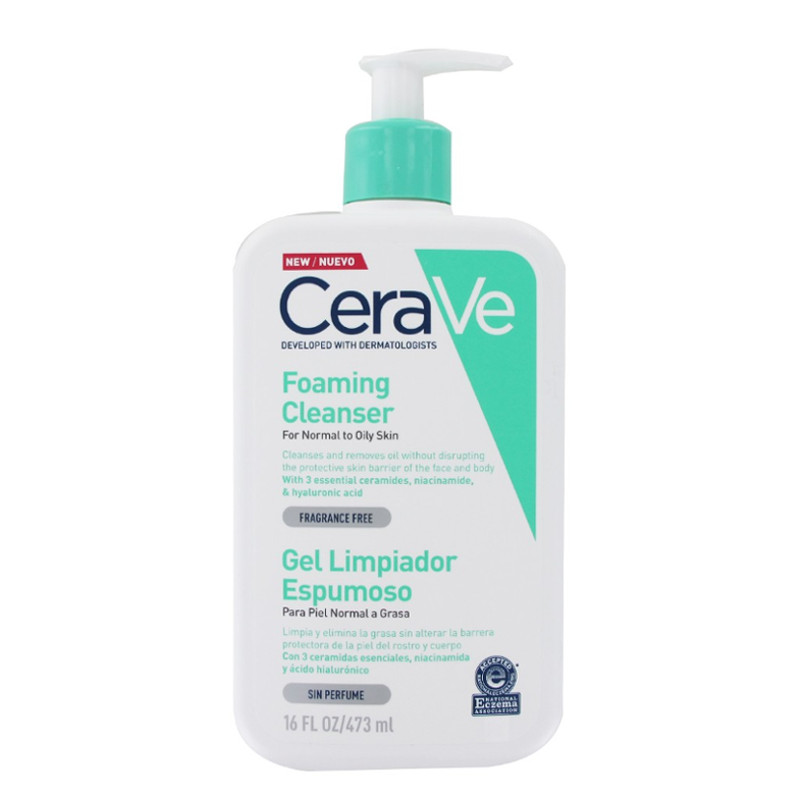 NEW / NUEVO
CeraVe
DEVELOPED WITH DERMATOLOGISTS
Foaming
Cleanser
For Normal to Oily Skin
Cleanses and removes oil without disrupting
the protective skin barrier of the face and body
With 3 essential ceramides, niacinamide,
& hyaluronic acid
FRAGRANCE FREE
Gel Limpiador
Espumoso
Para Piel Normal a Grasa
Limpia y elimina la grasa sin alterar la barrera
protectora de la piel del rostro y cuerpo
Con 3 ceramidas esenciales, niacinamida
y ácido hialurónico
SIN PERFUME
16 FL OZ/473 ml
ACCEPTED
e
NATIONAL
Eczema
ASSOCIATION